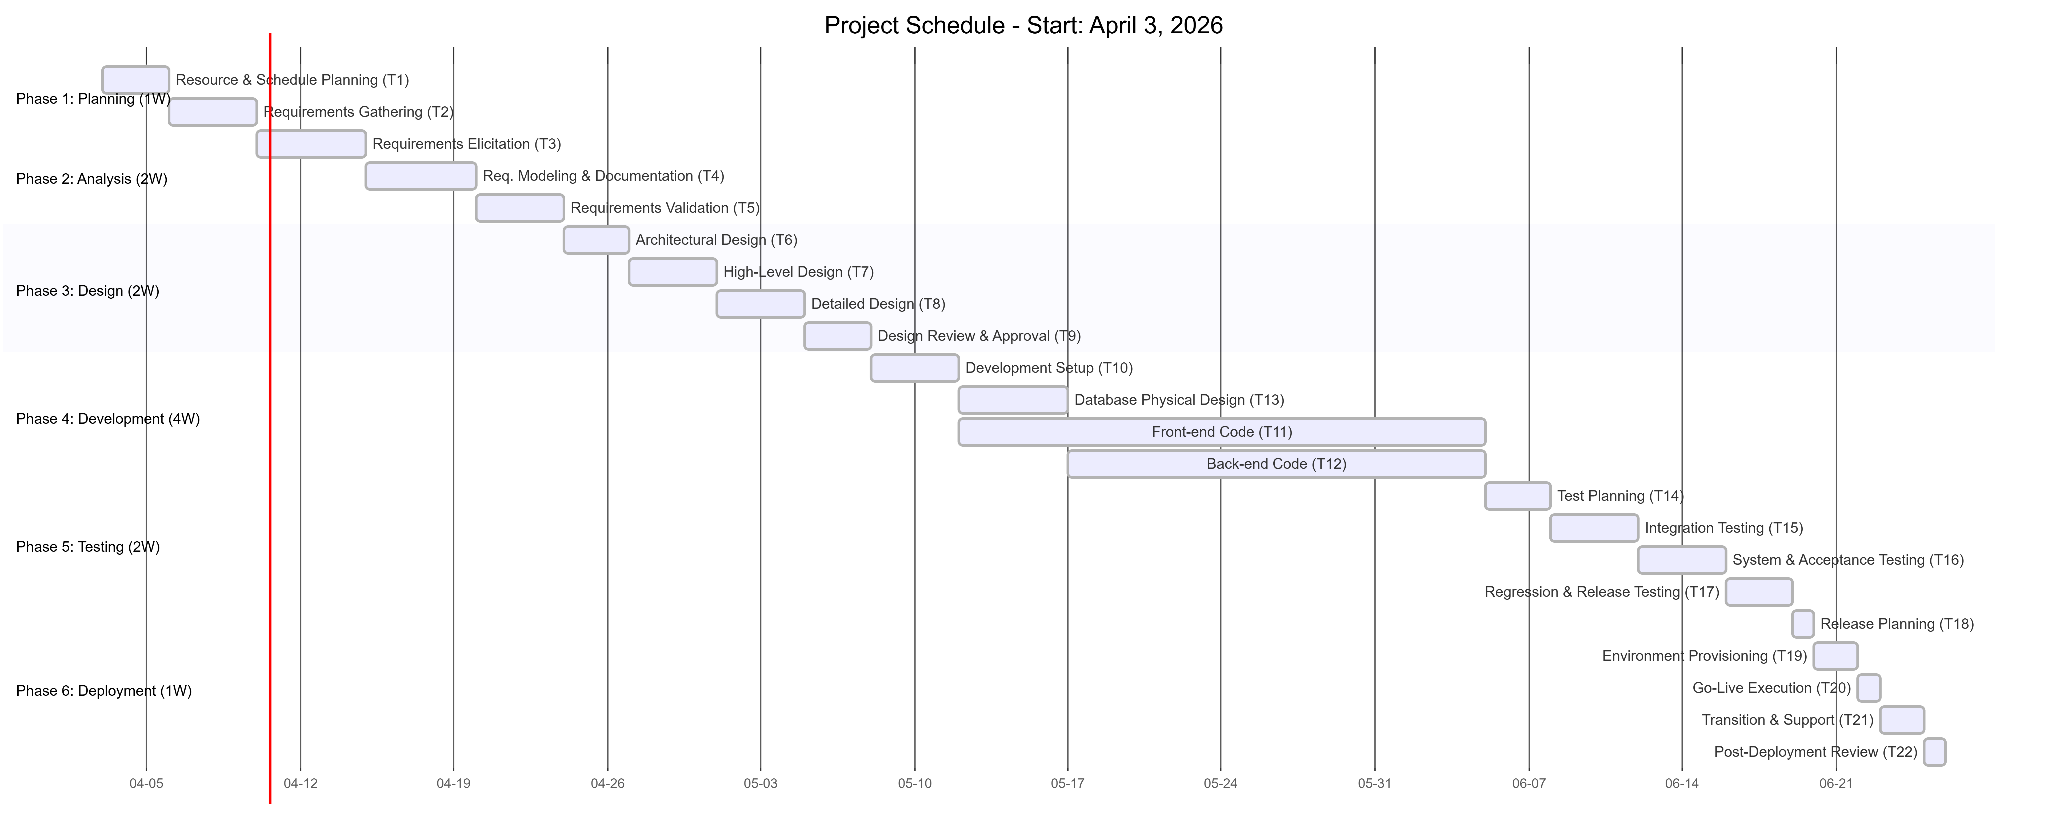 Project Schedule - Start: April 3, 2026
Resource & Schedule Planning (T1)
Phase 1: Planning (1W)
Requirements Gathering (T2)
Requirements Elicitation (T3)
Phase 2: Analysis (2W)
Req. Modeling & Documentation (T4)
Requirements Validation (T5)
Architectural Design (T6)
High-Level Design (T7)
Phase 3: Design (2W)
Detailed Design (T8)
Design Review & Approval (T9)
Development Setup (T10)
Database Physical Design (T13)
Phase 4: Development (4W)
Front-end Code (T11)
Back-end Code (T12)
Test Planning (T14)
Integration Testing (T15)
Phase 5: Testing (2W)
System & Acceptance Testing (T16)
Regression & Release Testing (T17)
Release Planning (T18)
Environment Provisioning (T19)
Phase 6: Deployment (1W)
Go-Live Execution (T20)
Transition & Support (T21)
Post-Deployment Review (T22)
04-05 04-12 04-19 04-26 05-03 05-10 05-17 05-24 05-31 06-07 06-14 06-21